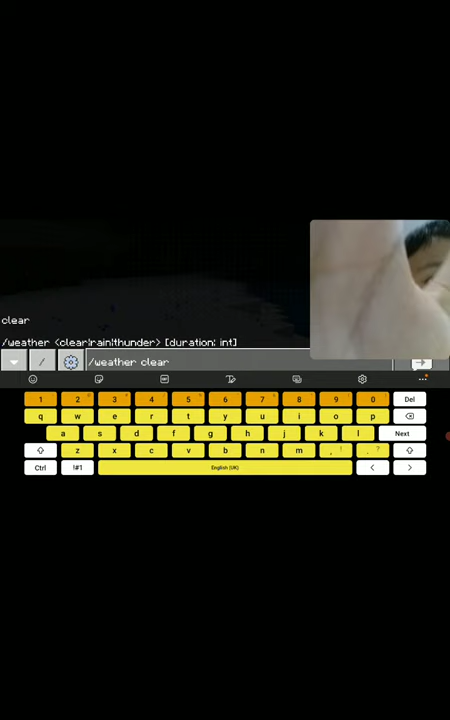 clear
/weather <clear|rain|thunder> [duration: int]
/ /weather clear
1 2 3 4 5 6 7 8 9 0 Del
q w e r t y u i o p
a s d f g h j k l Next
z x c v b n m , ! . ?
Ctrl !#1 English (UK) < >